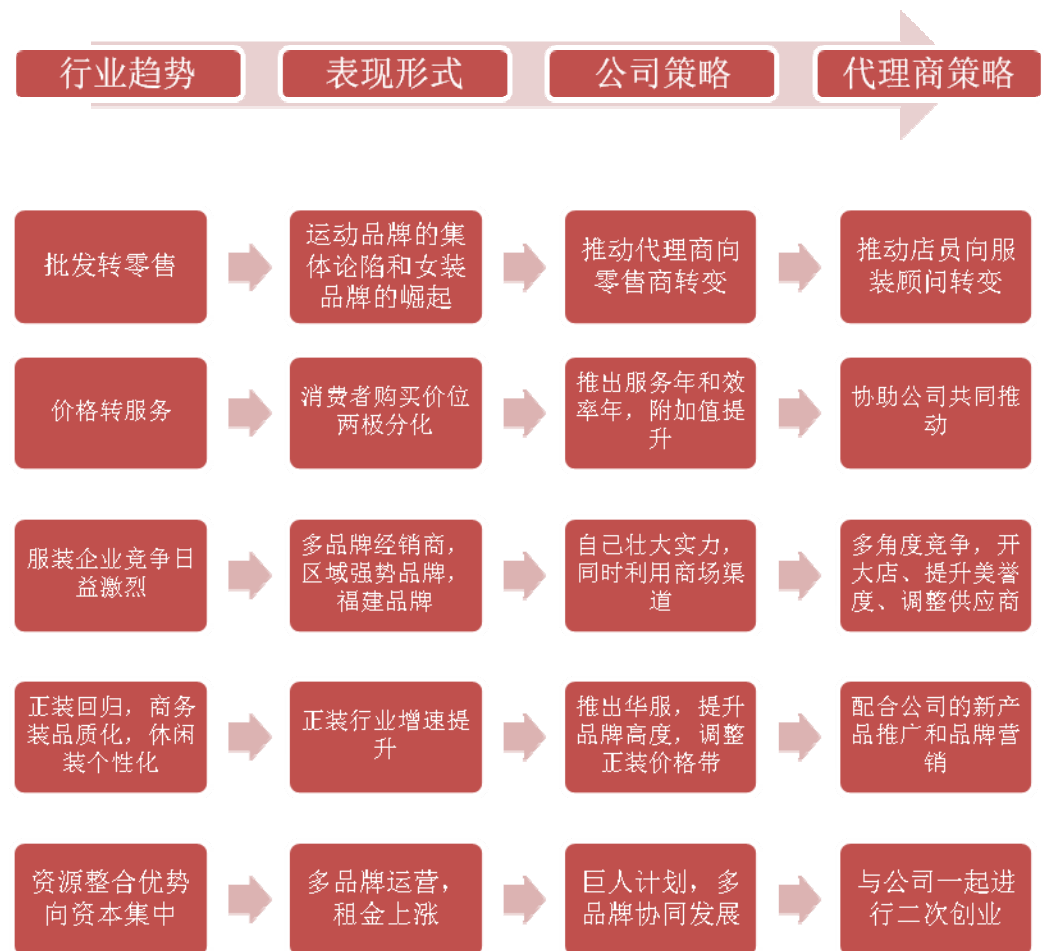 行业趋势
表现形式
公司策略
代理商策略
批发转零售
运动品牌的集
体论陷和女装
品牌的崛起
推动代理商向
零售商转变
推动店员向服
装顾问转变
价格转服务
消费者购买价位
两极分化
推出服务年和效
率年，附加值提
升
协助公司共同推
动
服装企业竞争日
益激烈
多品牌经销商，
区域强势品牌，
福建品牌
自己壮大实力，
同时利用商场渠
道
多角度竞争，开
大店、提升美誉
度、调整供应商
正装回归，商务
装品质化，休闲
装个性化
正装行业增速提
升
推出华服，提升
品牌高度，调整
正装价格带
配合公司的新产
品推广和品牌营
销
资源整合优势
向资本集中
多品牌运营，
租金上涨
巨人计划，多
品牌协同发展
与公司一起进
行二次创业